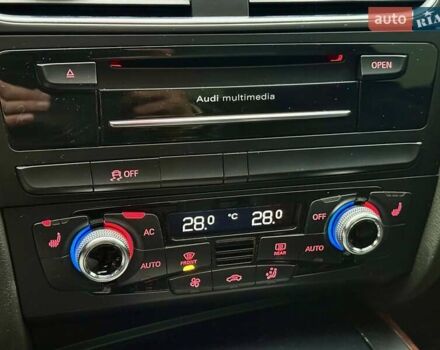 auto RIA
OPEN
Audi multimedia
OFF
AC
28.0 °C 28.0
OFF
AUTO
FRONT
REAR
AUTO